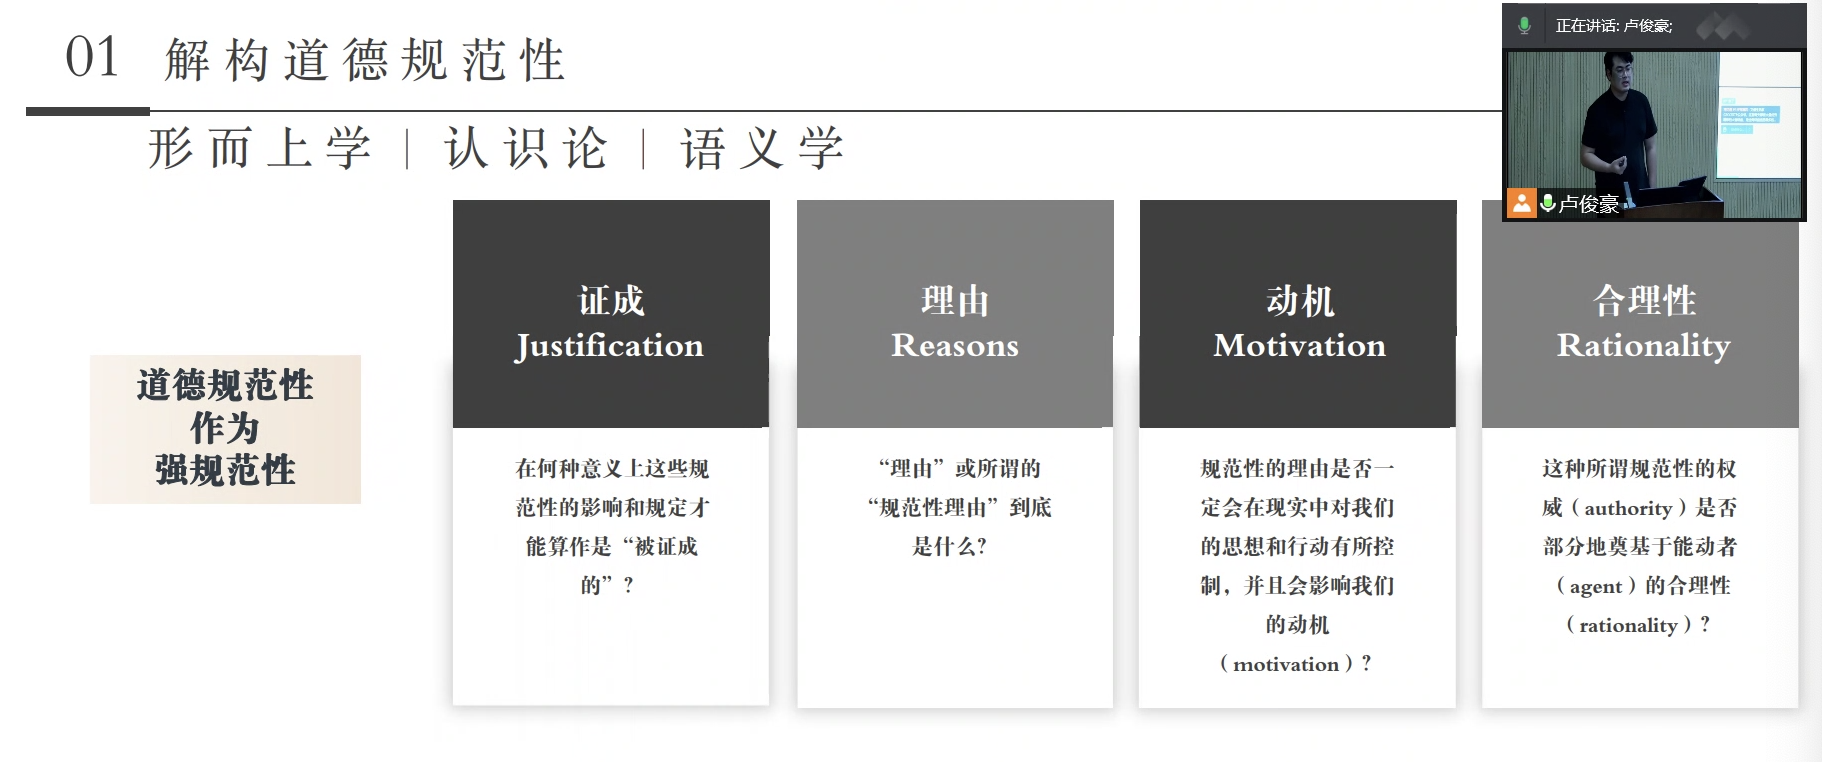 01 解构道德规范性
正在讲话: 卢俊豪;
形而上学 | 认识论 | 语义学
卢俊豪
道德规范性
作为
强规范性
证成
Justification
在何种意义上这些规
范性的影响和规定才
能算作是“被证成
的”？
理由
Reasons
“理由”或所谓的
“规范性理由”到底
是什么？
动机
Motivation
规范性的理由是否一
定会在现实中对我们
的思想和行动有所控
制，并且会影响我们
的动机
（motivation）？
合理性
Rationality
这种所谓规范性的权
威（authority）是否
部分地奠基于能动者
（agent）的合理性
（rationality）？